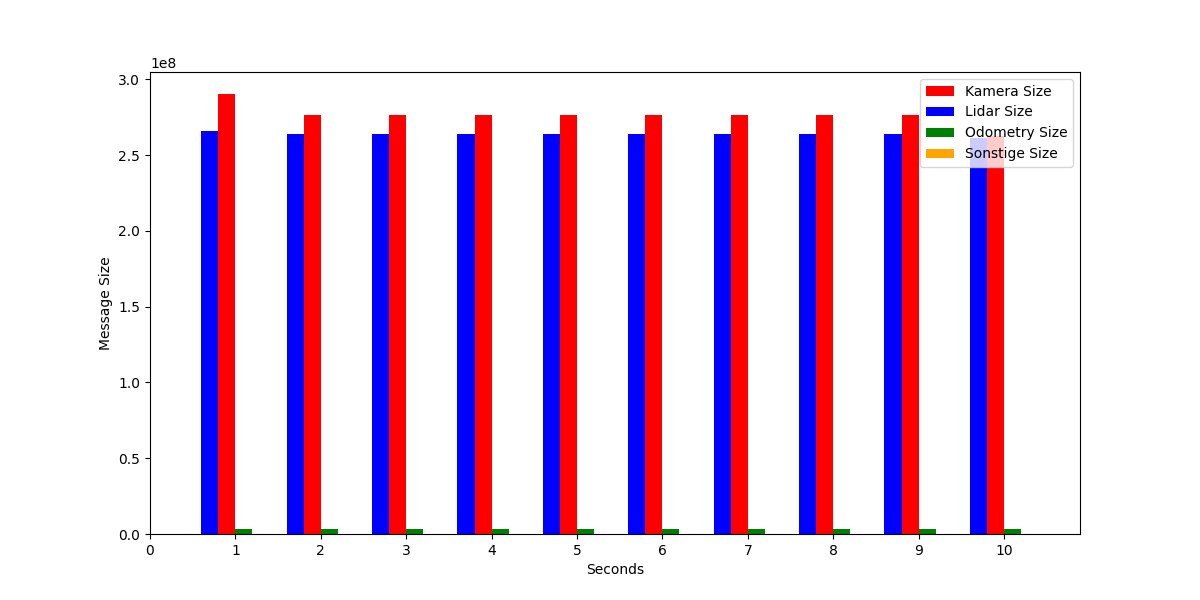 1e8
3.0
2.5
2.0
1.5
1.0
0.5
0.0
Message Size
Kamera Size
Lidar Size
Odometry Size
Sonstige Size
0 1 2 3 4 5 6 7 8 9 10
Seconds